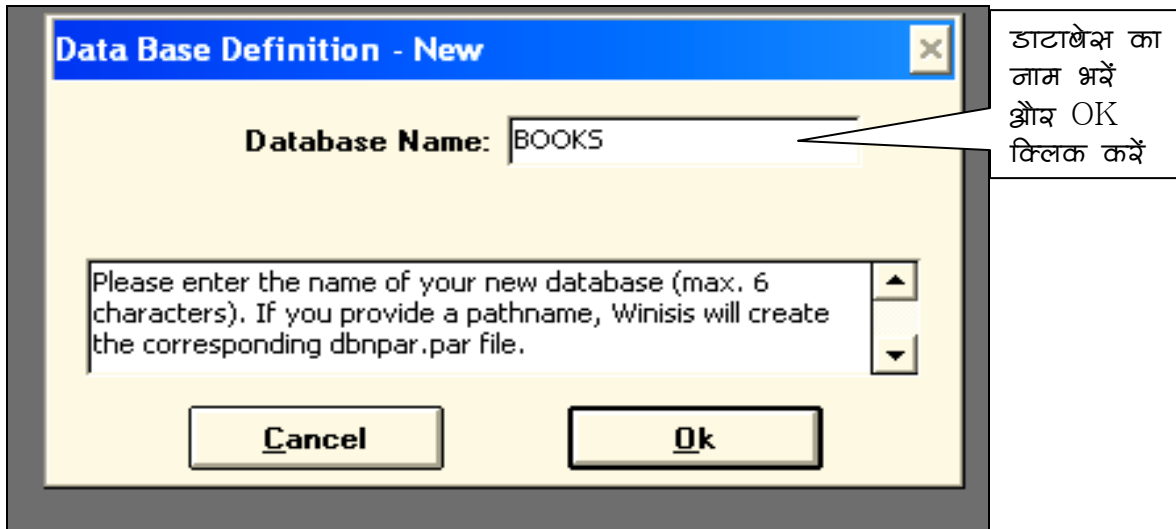 Data Base Definition - New
Database Name: BOOKS
डाटाबेस का
नाम भरें
और OK
क्लिक करें
Please enter the name of your new database (max. 6
characters). If you provide a pathname, Winisis will create
the corresponding dbnpar.par file.
Cancel
Ok